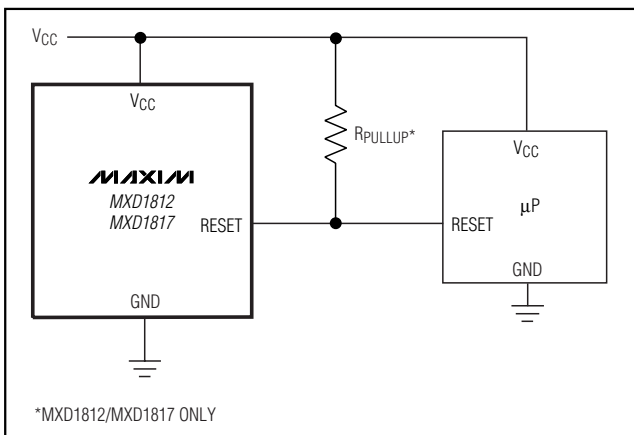 VCC
VCC
RPULLUP*
MAXIM
MXD1812
MXD1817
RESET
GND
VCC
µP
RESET
GND
*MXD1812/MXD1817 ONLY